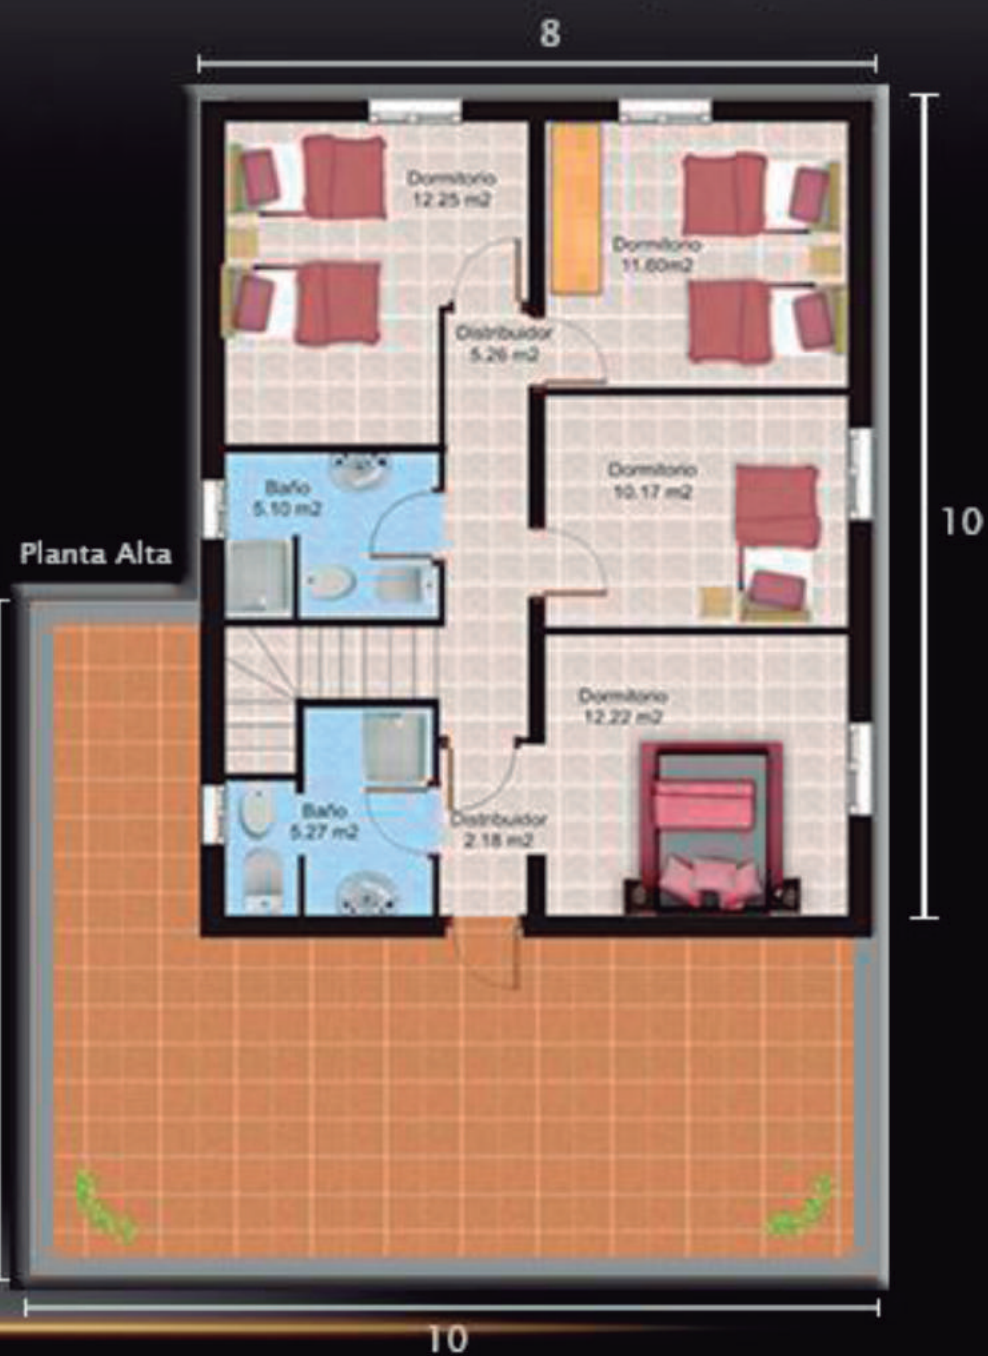 8
Dormitorio
12.25 m2
Dormitorio
11.60m2
Distribuidor
5.26 m2
Dormitorio
10.17 m2
Baño
5.10 m2
10
Planta Alta
Dormitorio
12.22 m2
Baño
5.27 m2
Distribuidor
2.18 m2
10